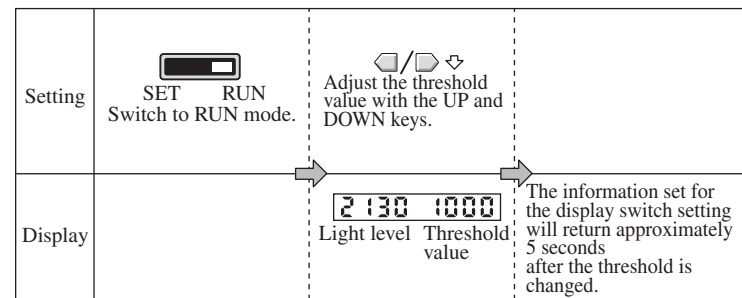 Setting
SET RUN
Switch to RUN mode.
/
Adjust the threshold
value with the UP and
DOWN keys.
Display
2130 1000
Light level Threshold
value
The information set for
the display switch setting
will return approximately
5 seconds
after the threshold is
changed.